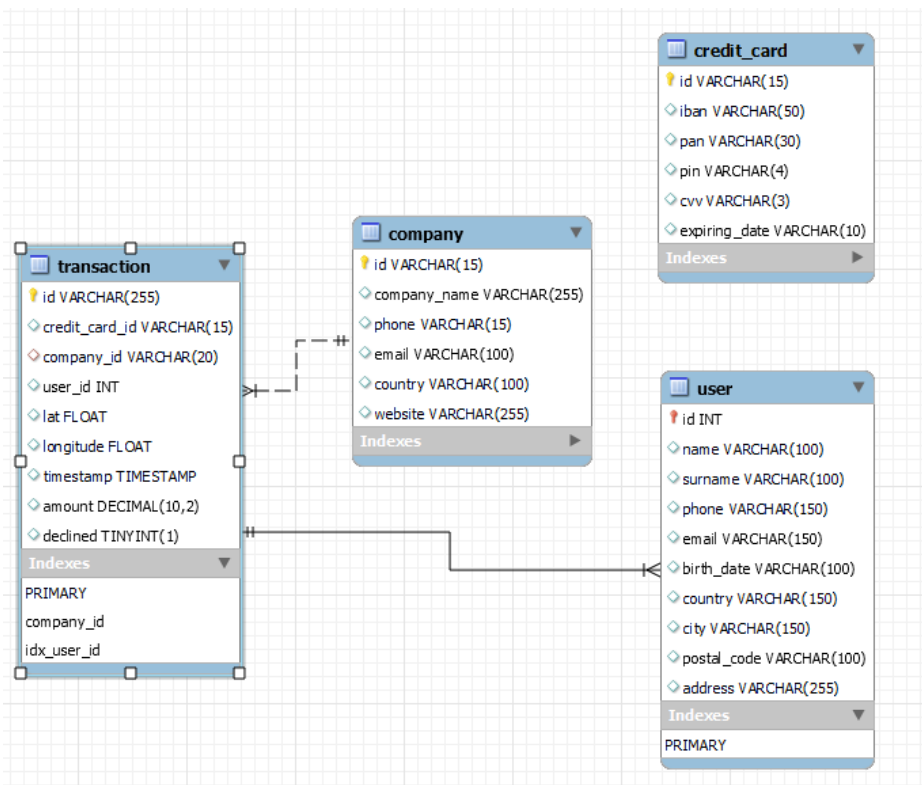 transaction
id VARCHAR(255)
credit_card_id VARCHAR(15)
company_id VARCHAR(20)
user_id INT
lat FLOAT
longitude FLOAT
timestamp TIMESTAMP
amount DECIMAL(10,2)
declined TINYINT(1)
Indexes
PRIMARY
company_id
idx_user_id
company
id VARCHAR(15)
company_name VARCHAR(255)
phone VARCHAR(15)
email VARCHAR(100)
country VARCHAR(100)
website VARCHAR(255)
Indexes
credit_card
id VARCHAR(15)
iban VARCHAR(50)
pan VARCHAR(30)
pin VARCHAR(4)
cvv VARCHAR(3)
expiring_date VARCHAR(10)
Indexes
user
id INT
name VARCHAR(100)
surname VARCHAR(100)
phone VARCHAR(150)
email VARCHAR(150)
birth_date VARCHAR(100)
country VARCHAR(150)
city VARCHAR(150)
postal_code VARCHAR(100)
address VARCHAR(255)
Indexes
PRIMARY